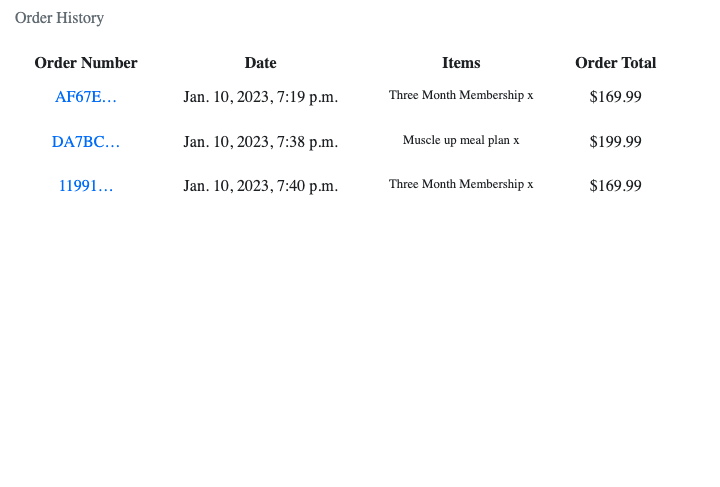 Order History
Order Number Date Items Order Total
AF67E… Jan. 10, 2023, 7:19 p.m. Three Month Membership x $169.99
DA7BC… Jan. 10, 2023, 7:38 p.m. Muscle up meal plan x $199.99
11991… Jan. 10, 2023, 7:40 p.m. Three Month Membership x $169.99